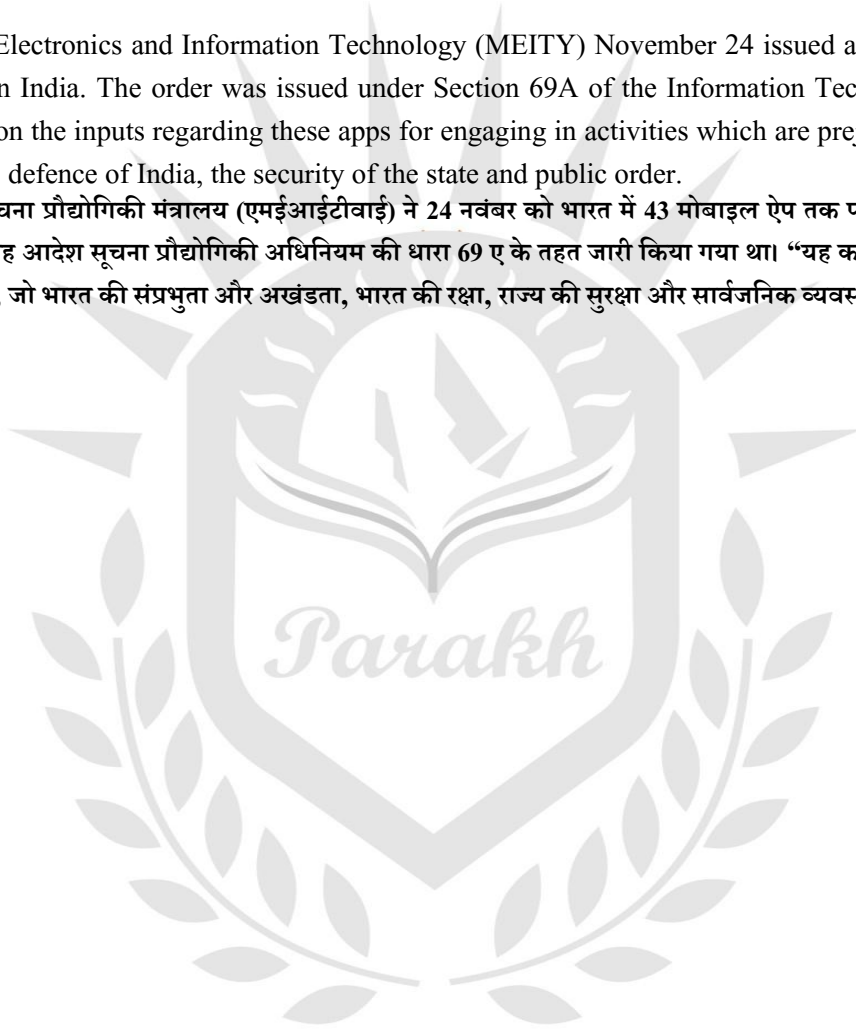 Electronics and Information Technology (MEITY) November 24 issued a
n India. The order was issued under Section 69A of the Information Tec
on the inputs regarding these apps for engaging in activities which are pre
defence of India, the security of the state and public order.
चना प्रौद्योगिकी मंत्रालय (एमईआईटीवाई) ने 24 नवंबर को भारत में 43 मोबाइल ऐप तक प
ह आदेश सूचना प्रौद्योगिकी अधिनियम की धारा 69 ए के तहत जारी किया गया था। “यह क
, जो भारत की संप्रभुता और अखंडता, भारत की रक्षा, राज्य की सुरक्षा और सार्वजनिक व्यवस
Parakh